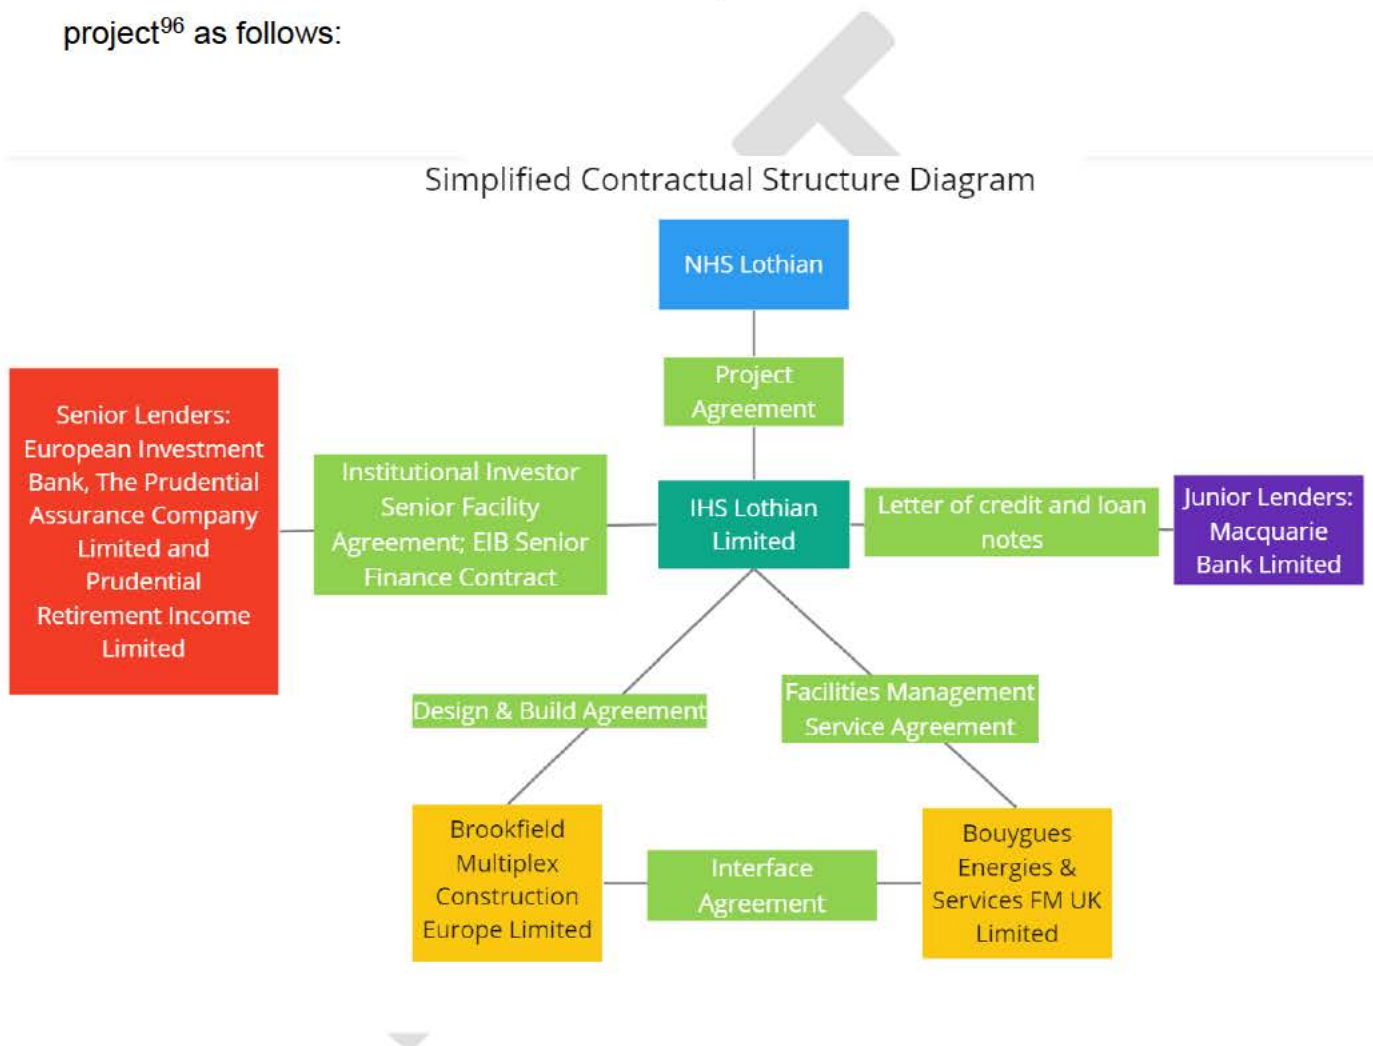 project⁹⁶ as follows:
Simplified Contractual Structure Diagram
NHS Lothian
Project
Agreement
Senior Lenders:
European Investment
Bank, The Prudential
Assurance Company
Limited and
Prudential
Retirement Income
Limited
Institutional Investor
Senior Facility
Agreement; EIB Senior
Finance Contract
IHS Lothian
Limited
Letter of credit and loan
notes
Junior Lenders:
Macquarie
Bank Limited
Design & Build Agreement
Facilities Management
Service Agreement
Brookfield
Multiplex
Construction
Europe Limited
Interface
Agreement
Bouygues
Energies &
Services FM UK
Limited